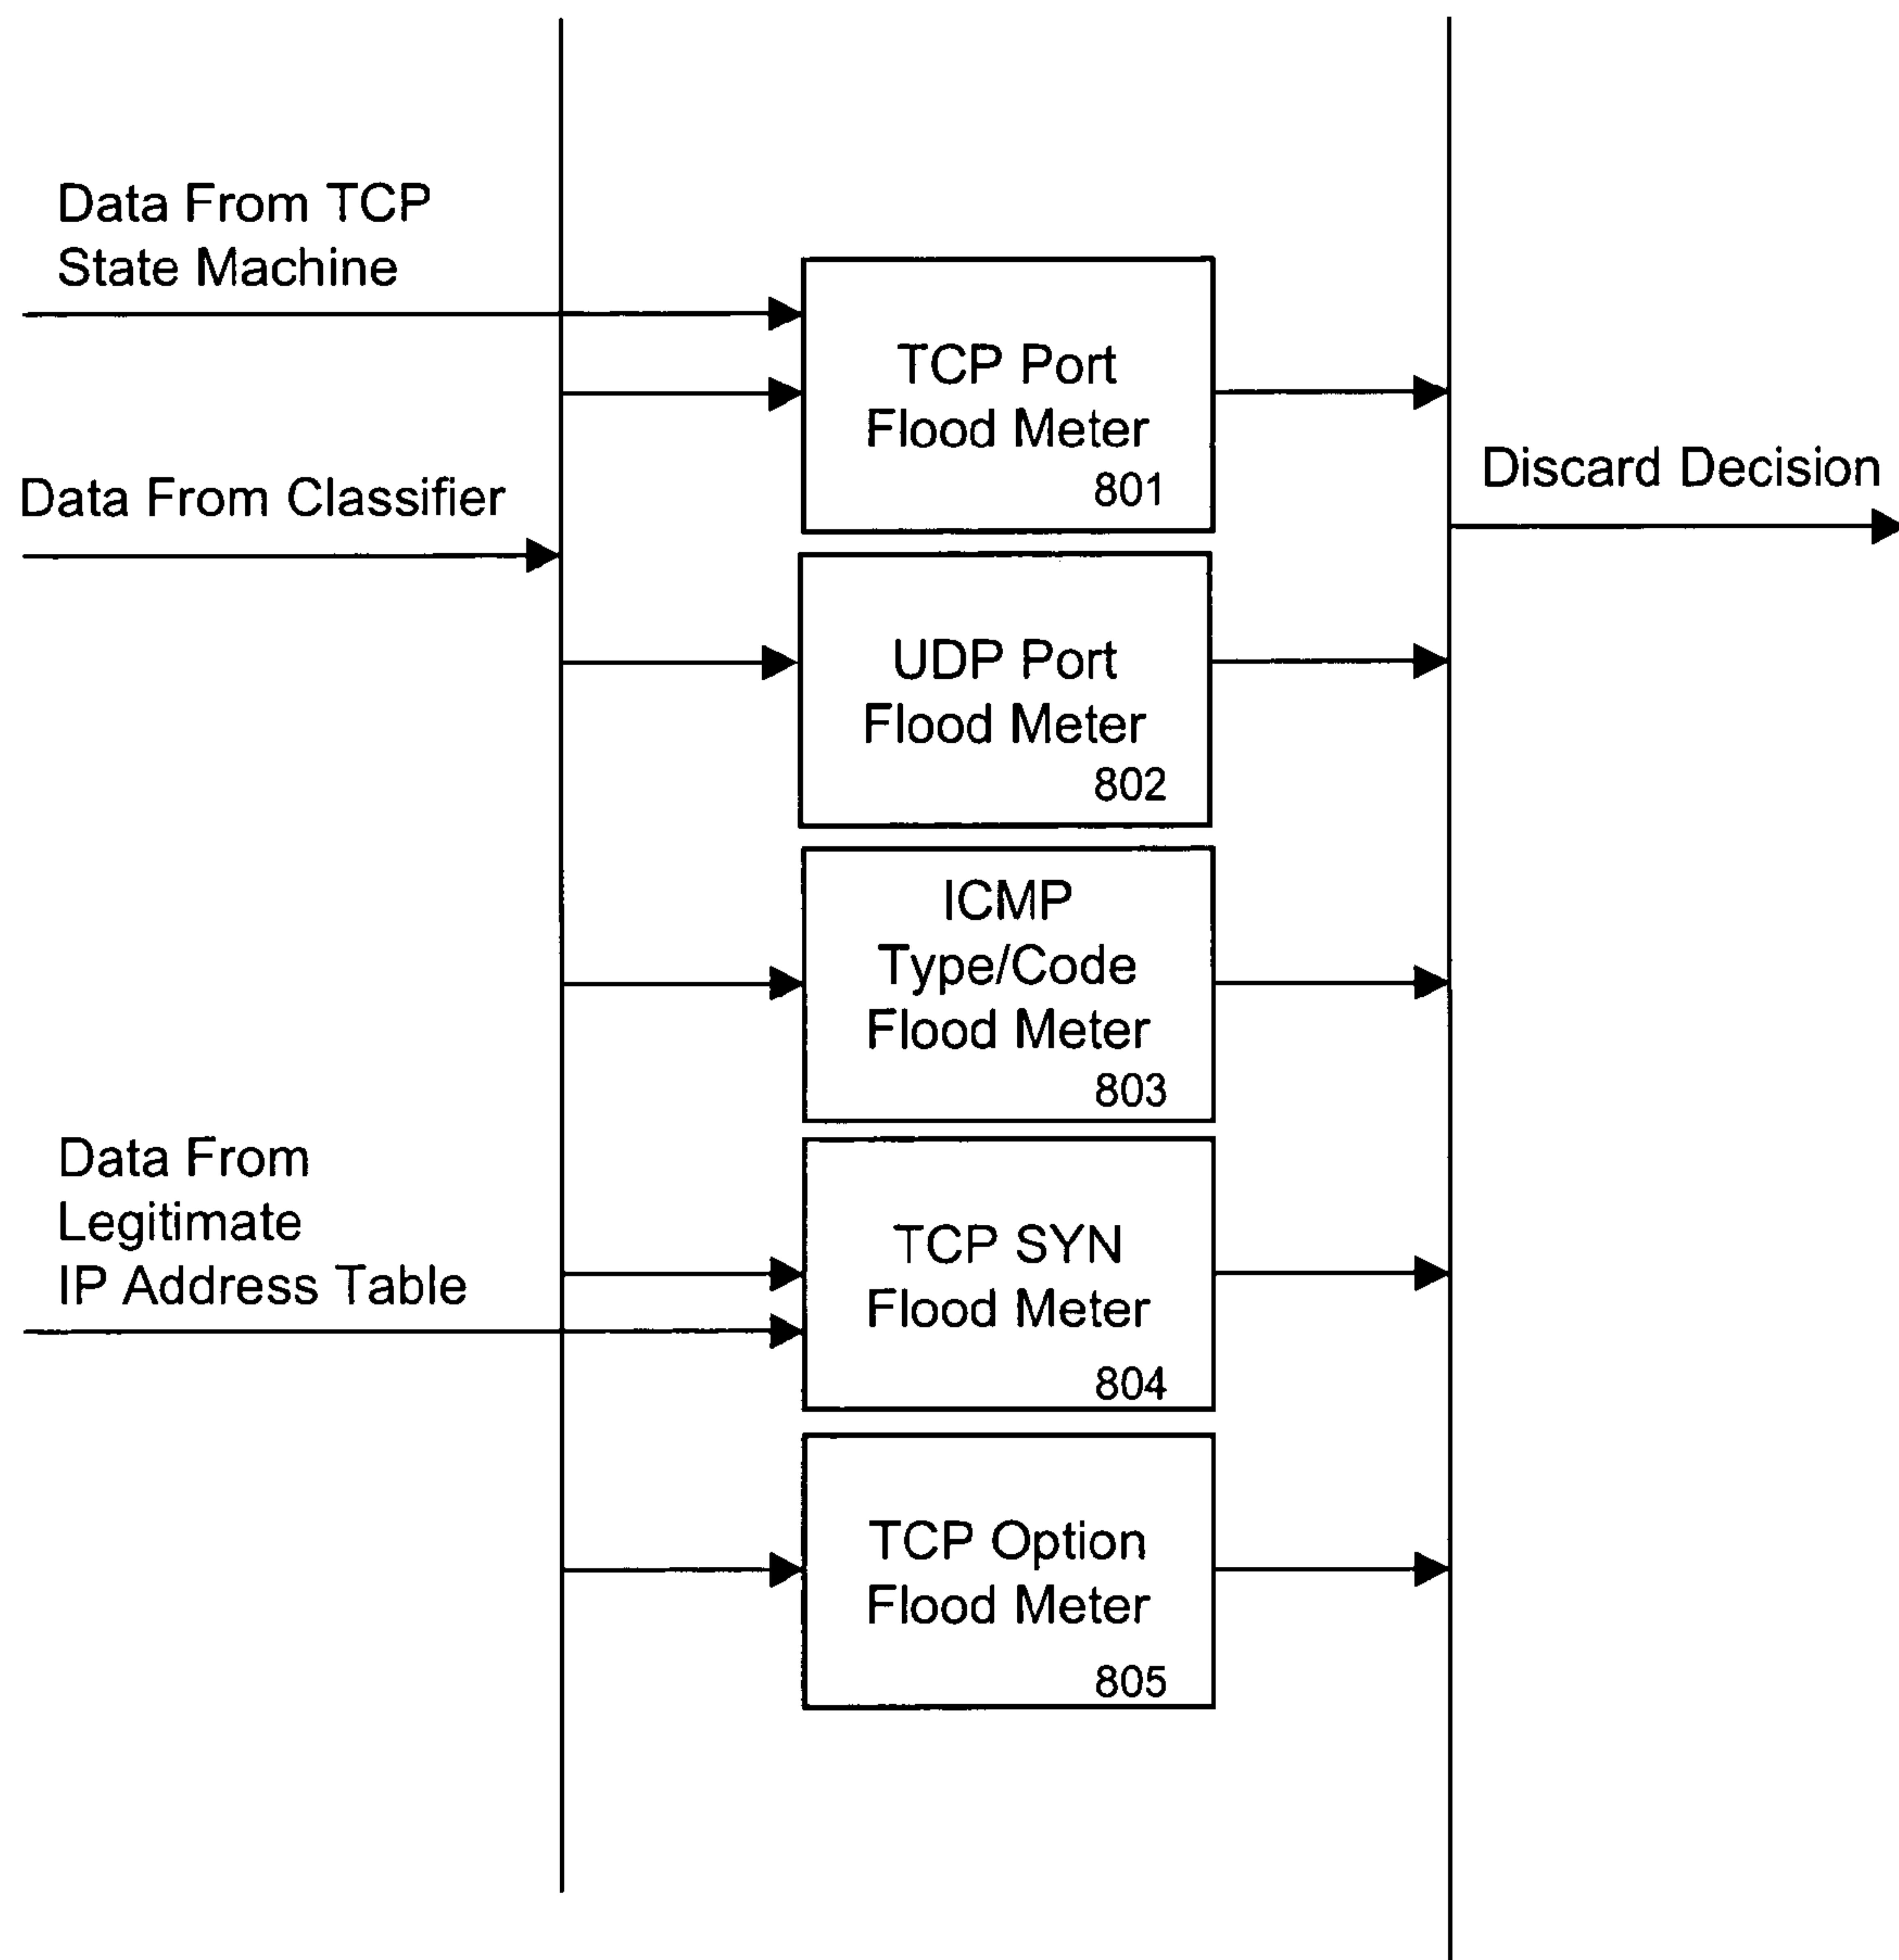 Data From TCP
State Machine
TCP Port
Flood Meter
801
Data From Classifier
Discard Decision
UDP Port
Flood Meter
802
ICMP
Type/Code
Flood Meter
803
Data From
Legitimate
IP Address Table
TCP SYN
Flood Meter
804
TCP Option
Flood Meter
805